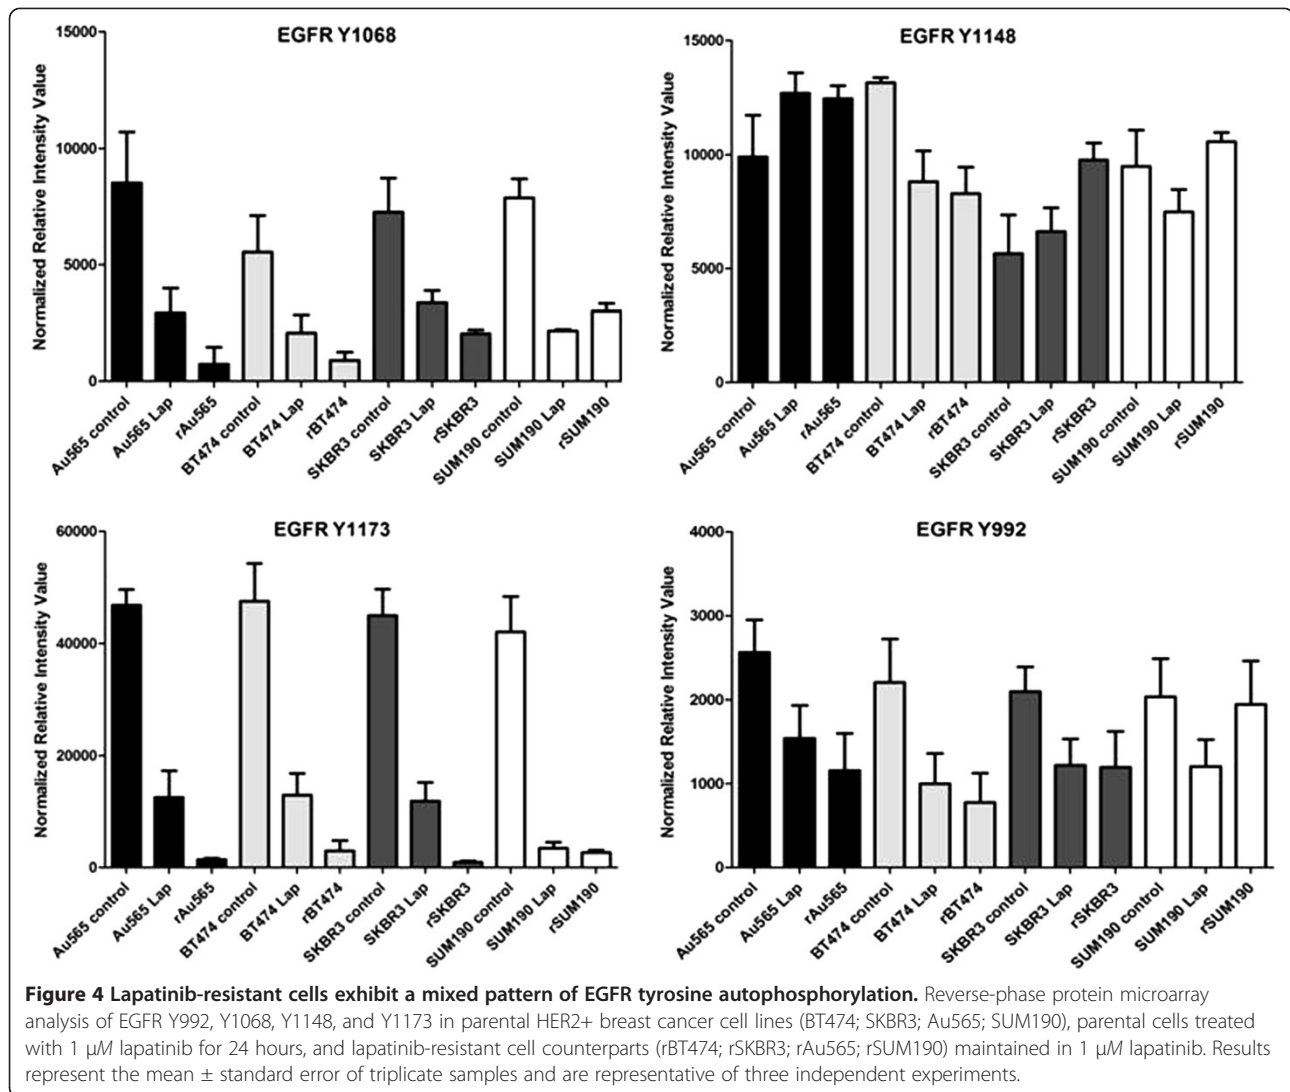 EGFR Y1068
Normalized Relative Intensity Value
15000
10000
5000
0
Au565 control
Au565 Lap
rAu565
BT474 control
BT474 Lap
rBT474
SKBR3 control
SKBR3 Lap
rSKBR3
SUM190 control
SUM190 Lap
rSUM190
EGFR Y1148
Normalized Relative Intensity Value
15000
10000
5000
0
Au565 control
Au565 Lap
rAu565
BT474 control
BT474 Lap
rBT474
SKBR3 control
SKBR3 Lap
rSKBR3
SUM190 control
SUM190 Lap
rSUM190
EGFR Y1173
Normalized Relative Intensity Value
60000
40000
20000
0
Au565 control
Au565 Lap
rAu565
BT474 control
BT474 Lap
rBT474
SKBR3 control
SKBR3 Lap
rSKBR3
SUM190 control
SUM190 Lap
rSUM190
EGFR Y992
Normalized Relative Intensity Value
4000
3000
2000
1000
0
Au565 control
Au565 Lap
rAu565
BT474 control
BT474 Lap
rBT474
SKBR3 control
SKBR3 Lap
rSKBR3
SUM190 control
SUM190 Lap
rSUM190
Figure 4 Lapatinib-resistant cells exhibit a mixed pattern of EGFR tyrosine autophosphorylation. Reverse-phase protein microarray
analysis of EGFR Y992, Y1068, Y1148, and Y1173 in parental HER2+ breast cancer cell lines (BT474; SKBR3; Au565; SUM190), parental cells treated
with 1 μM lapatinib for 24 hours, and lapatinib-resistant cell counterparts (rBT474; rSKBR3; rAu565; rSUM190) maintained in 1 μM lapatinib. Results
represent the mean ± standard error of triplicate samples and are representative of three independent experiments.